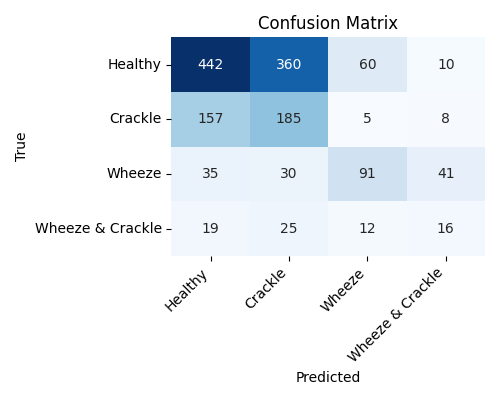 Confusion Matrix
True
Healthy 442 360 60 10
Crackle 157 185 5 8
Wheeze 35 30 91 41
Wheeze & Crackle 19 25 12 16
Healthy Crackle Wheeze Wheeze & Crackle
Predicted